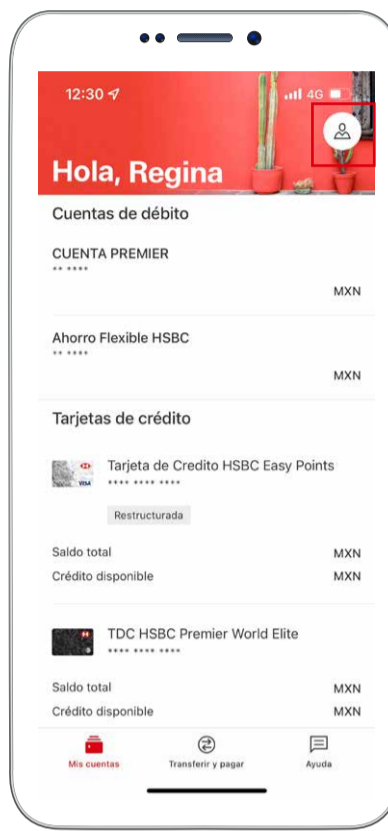 12:30
4G
Hola, Regina
Cuentas de débito
CUENTA PREMIER
** ****
MXN
Ahorro Flexible HSBC
** ****
MXN
Tarjetas de crédito
Tarjeta de Credito HSBC Easy Points
**** **** ****
VISA
Restructurada
Saldo total MXN
Crédito disponible MXN
TDC HSBC Premier World Elite
**** **** ****
Saldo total MXN
Crédito disponible MXN
Mis cuentas Transferir y pagar Ayuda